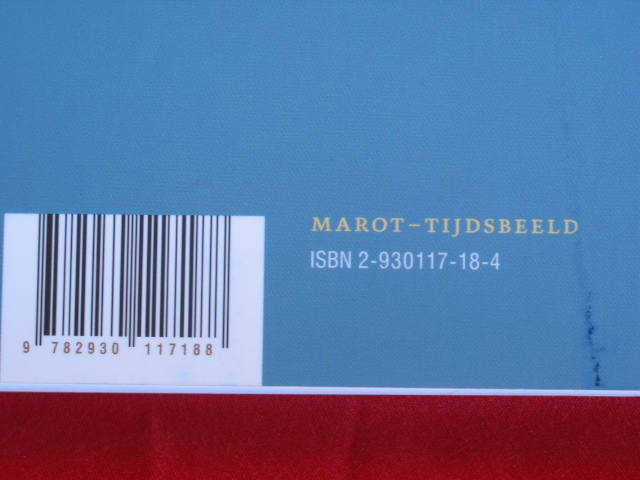 MAROT–TIJDSBEELD
ISBN 2-930117-18-4
9 782930 117188